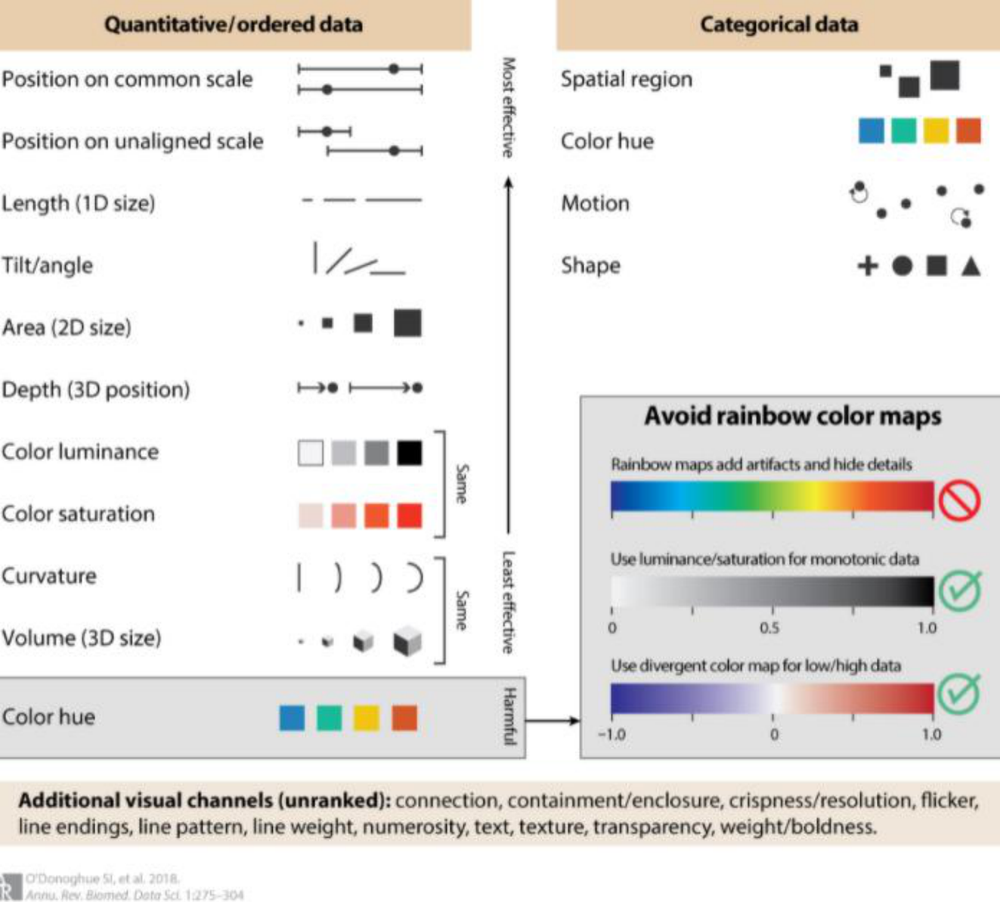 Quantitative/ordered data
Position on common scale
Position on unaligned scale
Length (1D size)
Tilt/angle
Area (2D size)
Depth (3D position)
Color luminance
Color saturation
Same
Curvature
Volume (3D size)
Same
Color hue
Most effective
Least effective
Harmful
Categorical data
Spatial region
Color hue
Motion
Shape
Avoid rainbow color maps
Rainbow maps add artifacts and hide details
Use luminance/saturation for monotonic data
0 0.5 1.0
Use divergent color map for low/high data
−1.0 0 1.0
Additional visual channels (unranked): connection, containment/enclosure, crispness/resolution, flicker,
line endings, line pattern, line weight, numerosity, text, texture, transparency, weight/boldness.
R
O'Donoghue SI, et al. 2018.
Annu. Rev. Biomed. Data Sci. 1:275–304